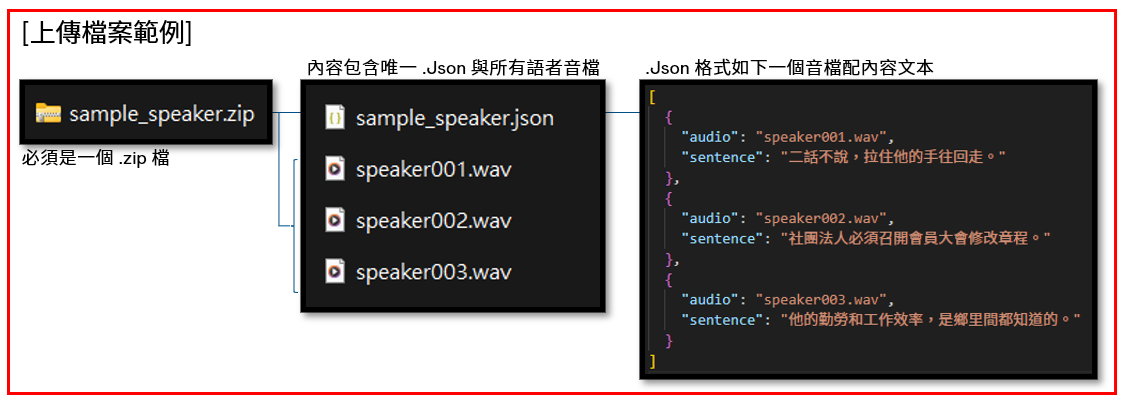 [上傳檔案範例]
sample_speaker.zip
必須是一個 .zip 檔
內容包含唯一 .Json 與所有語者音檔
sample_speaker.json
speaker001.wav
speaker002.wav
speaker003.wav
.Json 格式如下一個音檔配內容文本
[
{
"audio": "speaker001.wav",
"sentence": "二話不說，拉住他的手往回走。"
},
{
"audio": "speaker002.wav",
"sentence": "社團法人必須召開會員大會修改章程。"
},
{
"audio": "speaker003.wav",
"sentence": "他的勤勞和工作效率，是鄉里間都知道的。"
}
]